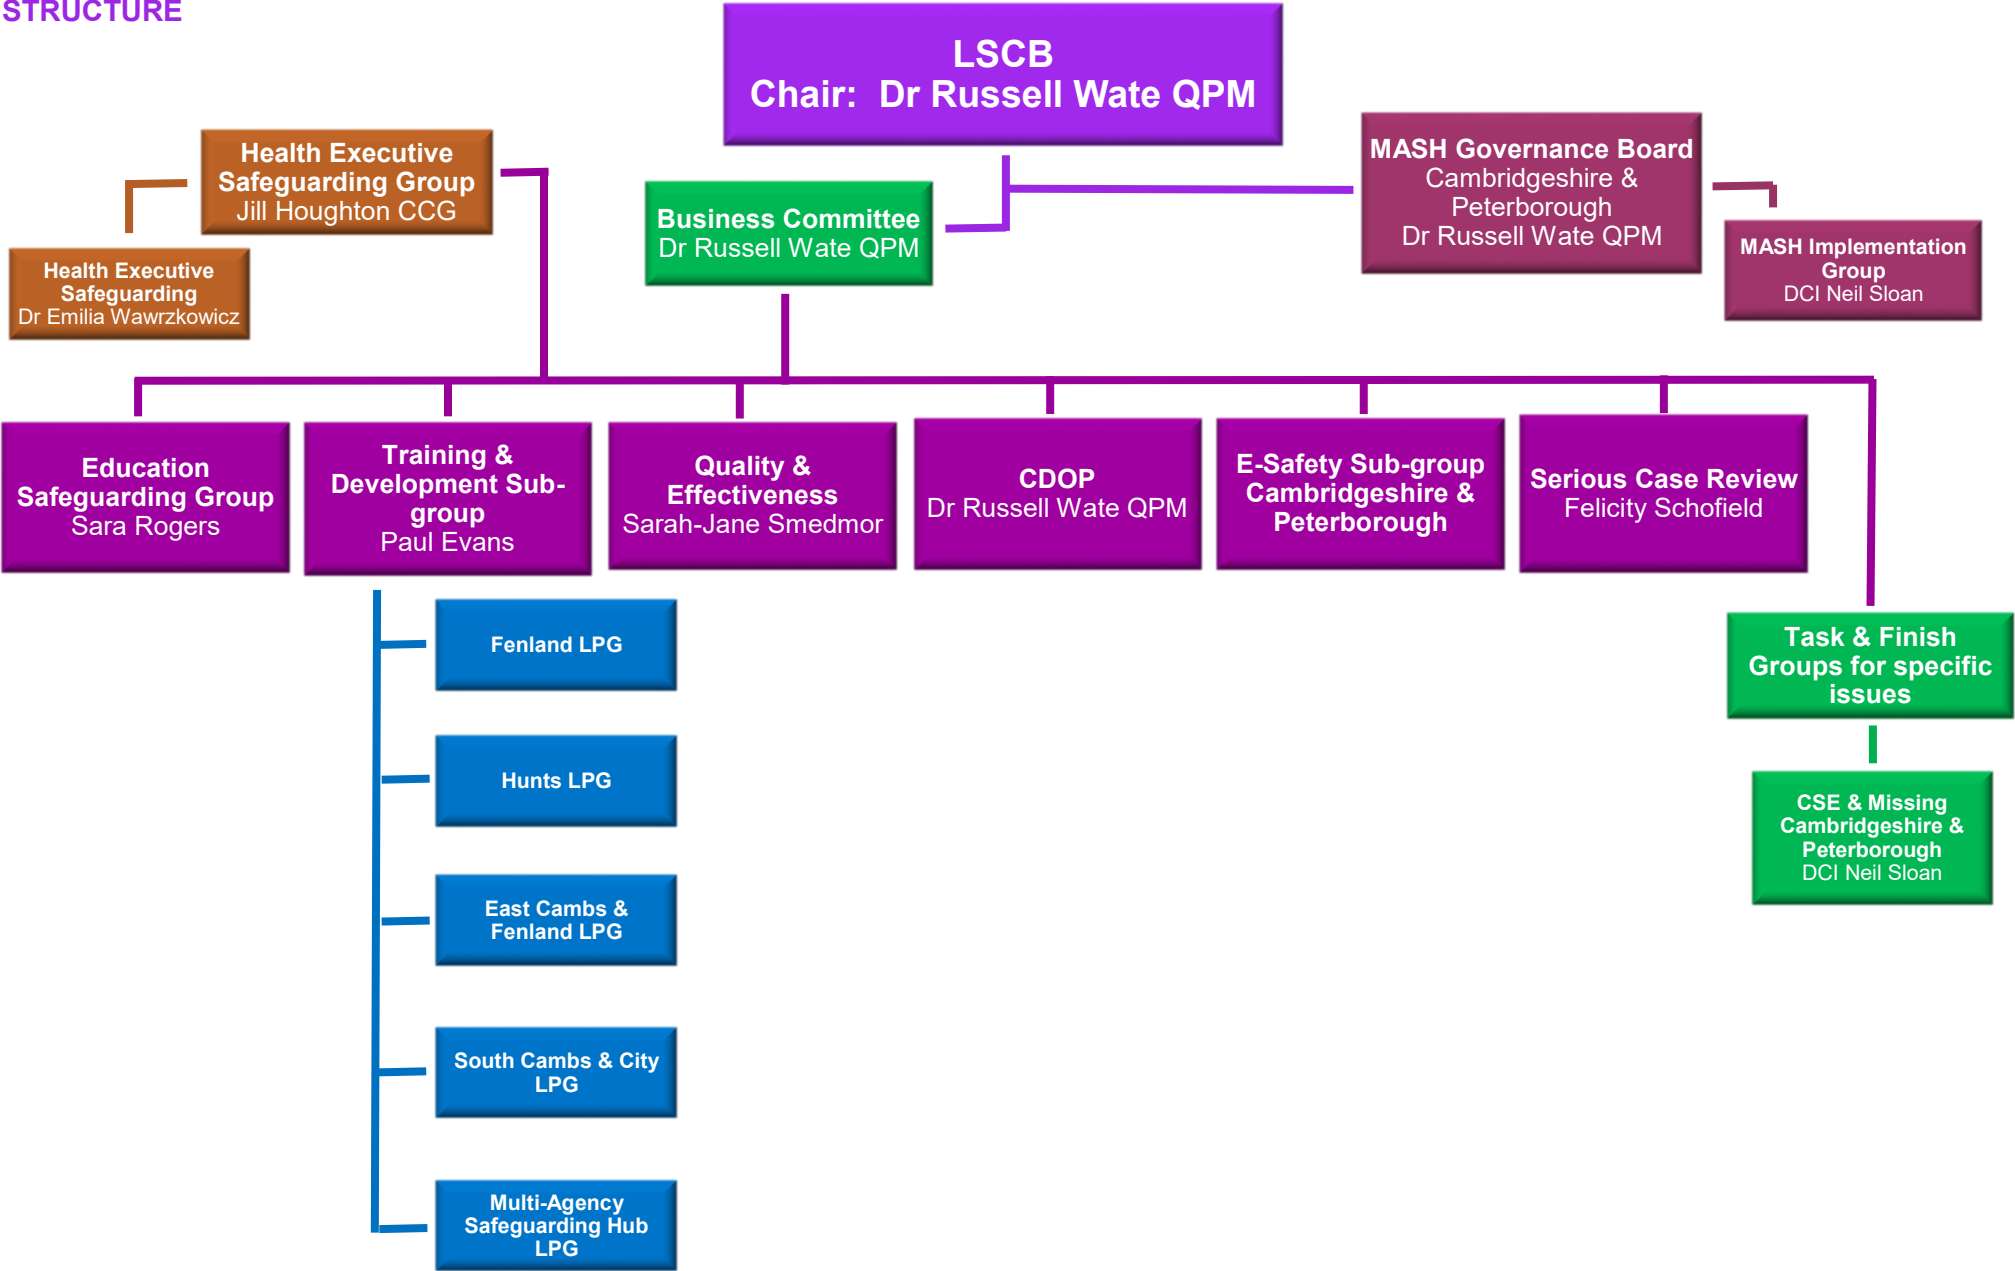 STRUCTURE
LSCB
Chair:  Dr Russell Wate QPM
Health Executive
Safeguarding Group
Jill Houghton CCG
MASH Governance Board
Cambridgeshire &
Peterborough
Dr Russell Wate QPM
Business Committee
Dr Russell Wate QPM
Health Executive
Safeguarding
Dr Emilia Wawrzkowicz
MASH Implementation
Group
DCI Neil Sloan
Education
Safeguarding Group
Sara Rogers
Training &
Development Sub-
group
Paul Evans
Quality &
Effectiveness
Sarah-Jane Smedmor
CDOP
Dr Russell Wate QPM
E-Safety Sub-group
Cambridgeshire &
Peterborough
Serious Case Review
Felicity Schofield
Fenland LPG
Task & Finish
Groups for specific
issues
Hunts LPG
CSE & Missing
Cambridgeshire &
Peterborough
DCI Neil Sloan
East Cambs &
Fenland LPG
South Cambs & City
LPG
Multi-Agency
Safeguarding Hub
LPG